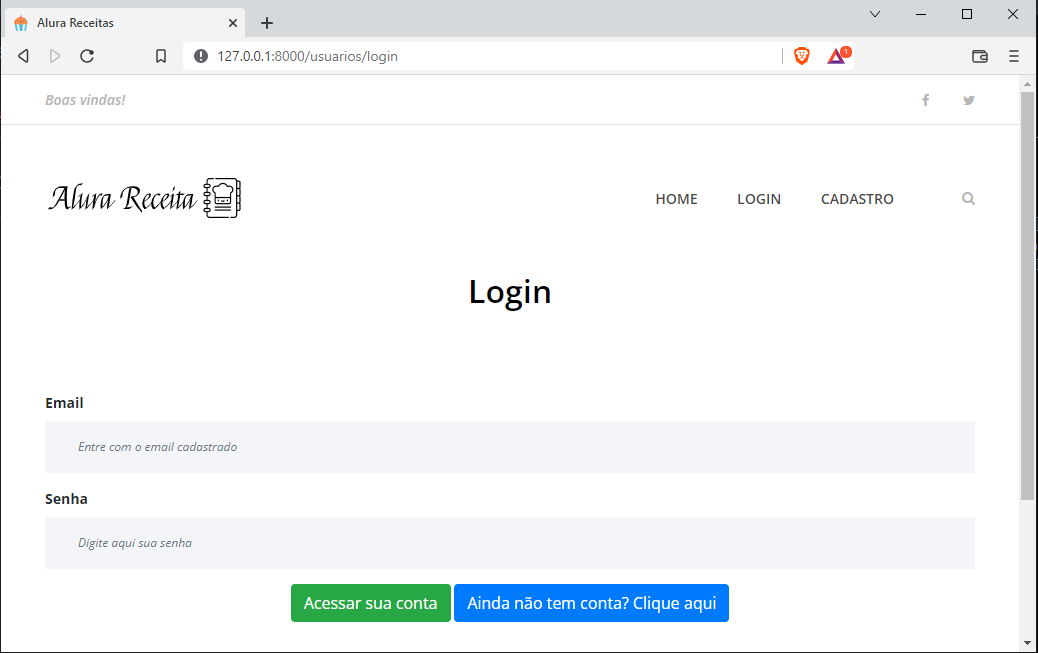 Alura Receitas
127.0.0.1:8000/usuarios/login
1
Boas vindas!
Alura Receita
HOME LOGIN CADASTRO
Login
Email
Entre com o email cadastrado
Senha
Digite aqui sua senha
Acessar sua conta Ainda não tem conta? Clique aqui